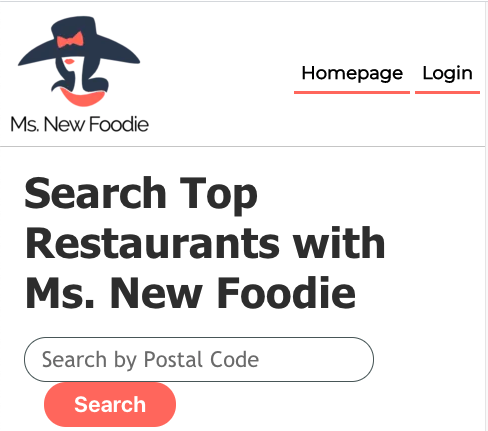 Ms. New Foodie
Homepage Login
Search Top
Restaurants with
Ms. New Foodie
Search by Postal Code
Search